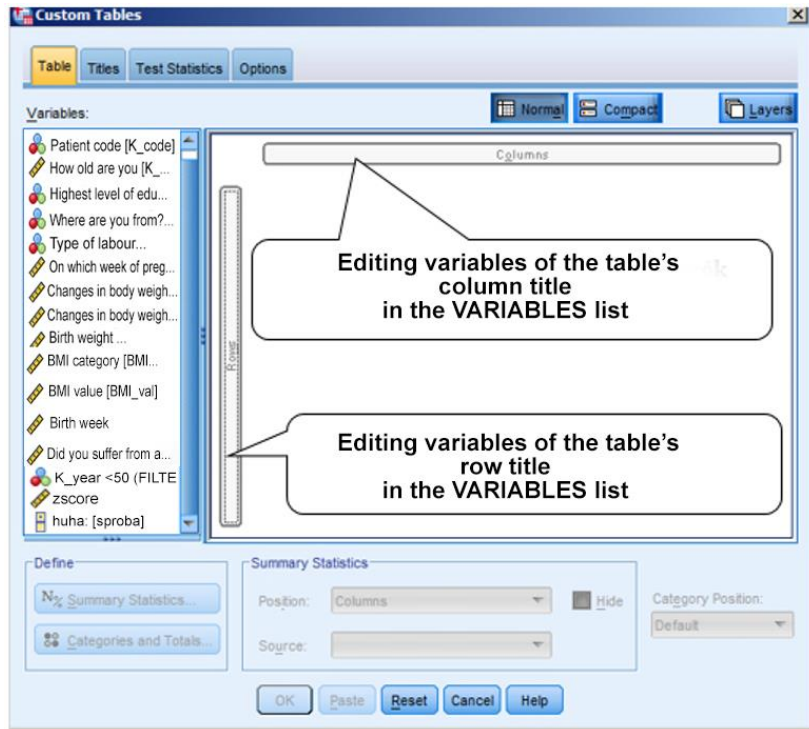 Custom Tables
Table Titles Test Statistics Options
Variables:
Normal Compact Layers
Patient code [K_code]
How old are you [K_...
Highest level of edu...
Where are you from?...
Type of labour...
On which week of preg...
Changes in body weigh...
Changes in body weigh...
Birth weight ...
BMI category [BMI...
BMI value [BMI_val]
Birth week
Did you suffer from a...
K_year <50 (FILTE
zscore
huha: [sproba]
Columns
Rows
Editing variables of the table's
column title
in the VARIABLES list
Editing variables of the table's
row title
in the VARIABLES list
Define
N% Summary Statistics...
Categories and Totals...
Summary Statistics
Position: Columns Hide
Source:
Category Position:
Default
OK Paste Reset Cancel Help